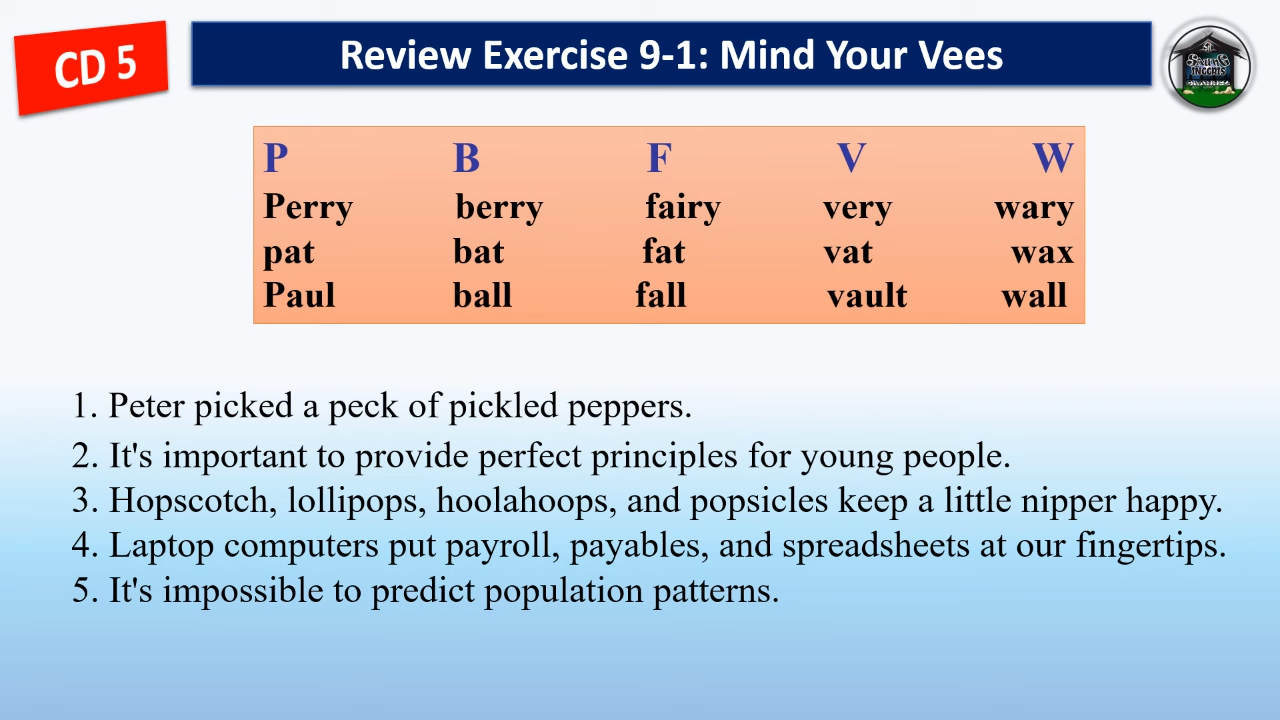 CD 5
Review Exercise 9-1: Mind Your Vees
P B F V W
Perry berry fairy very wary
pat bat fat vat wax
Paul ball fall vault wall
1. Peter picked a peck of pickled peppers.
2. It's important to provide perfect principles for young people.
3. Hopscotch, lollipops, hoolahoops, and popsicles keep a little nipper happy.
4. Laptop computers put payroll, payables, and spreadsheets at our fingertips.
5. It's impossible to predict population patterns.